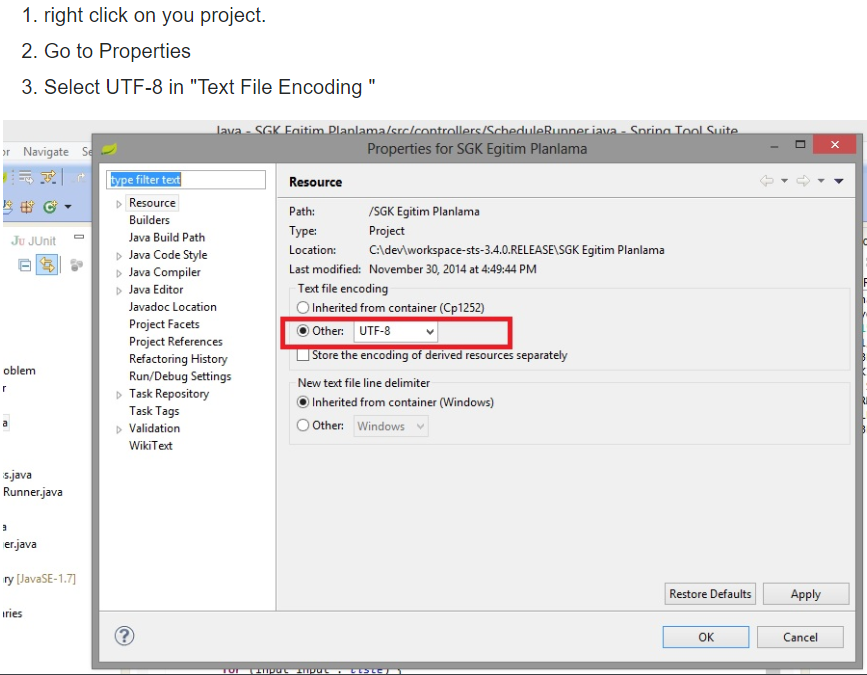 1. right click on you project.
2. Go to Properties
3. Select UTF-8 in "Text File Encoding "
Java - SGK Egitim Planlama/src/controllers/ScheduleRunner.java - Spring Tool Suite
Navigate
Properties for SGK Egitim Planlama
type filter text
Resource
Builders
Java Build Path
Java Code Style
Java Compiler
Java Editor
Javadoc Location
Project Facets
Project References
Refactoring History
Run/Debug Settings
Task Repository
Task Tags
Validation
WikiText
Resource
Path: /SGK Egitim Planlama
Type: Project
Location: C:\dev\workspace-sts-3.4.0.RELEASE\SGK Egitim Planlama
Last modified: November 30, 2014 at 4:49:44 PM
Text file encoding
Inherited from container (Cp1252)
Other: UTF-8
Store the encoding of derived resources separately
New text file line delimiter
Inherited from container (Windows)
Other: Windows
Restore Defaults Apply
OK Cancel
Ju JUnit
oblem
r
a
s.java
Runner.java
a
er.java
ry [JavaSE-1.7]
ries
for (Input input : liste) {